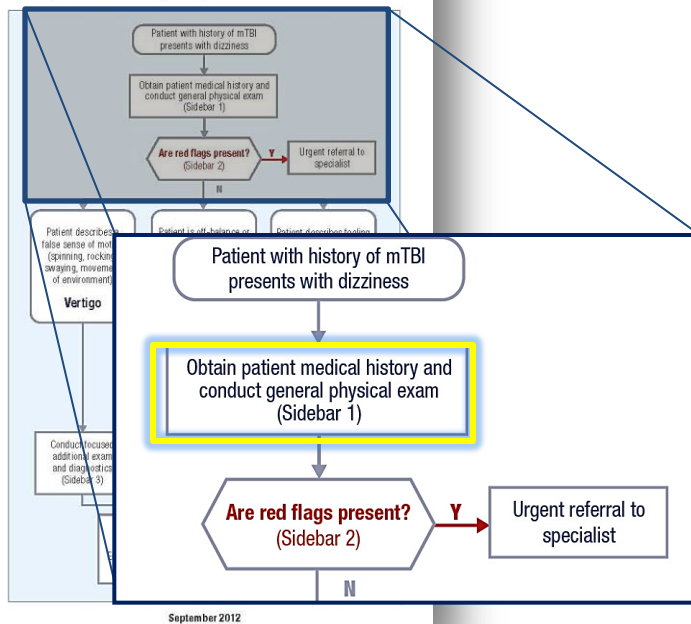 Patient with history of mTBI
presents with dizziness
Obtain patient medical history and
conduct general physical exam
(Sidebar 1)
Are red flags present?
(Sidebar 2)
Y
Urgent referral to
specialist
N
Patient describes a
false sense of
(spinning, rocking
swaying,
of environment)
Vertigo
Patient is off-balance or
Patient describes feeling
Conduct focused
additional exam
and diagnostics
(Sidebar 3)
Patient with history of mTBI
presents with dizziness
Obtain patient medical history and
conduct general physical exam
(Sidebar 1)
Are red flags present?
(Sidebar 2)
Y
Urgent referral to
specialist
N
September 2012